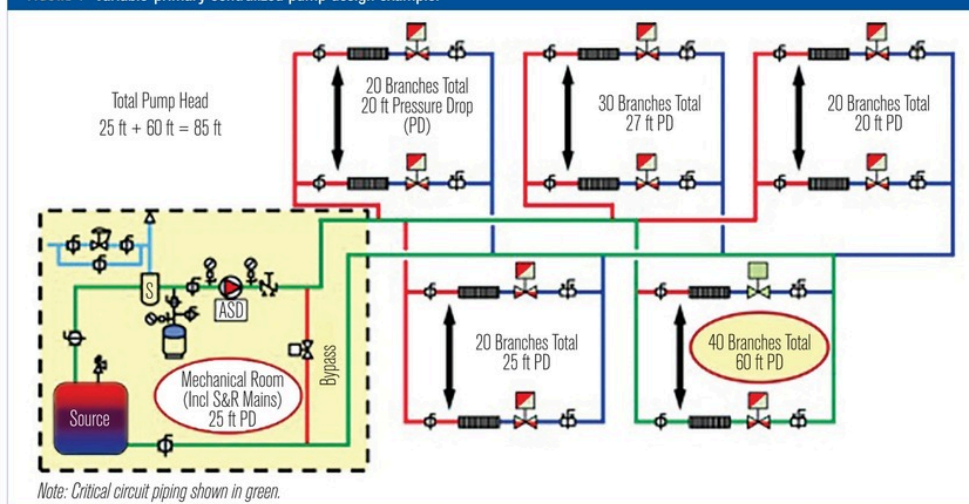 Total Pump Head
25 ft + 60 ft = 85 ft
20 Branches Total
20 ft Pressure Drop
(PD)
30 Branches Total
27 ft PD
20 Branches Total
20 ft PD
S
ASD
Bypass
Mechanical Room
(Incl S&R Mains)
25 ft PD
Source
20 Branches Total
25 ft PD
40 Branches Total
60 ft PD
Note: Critical circuit piping shown in green.